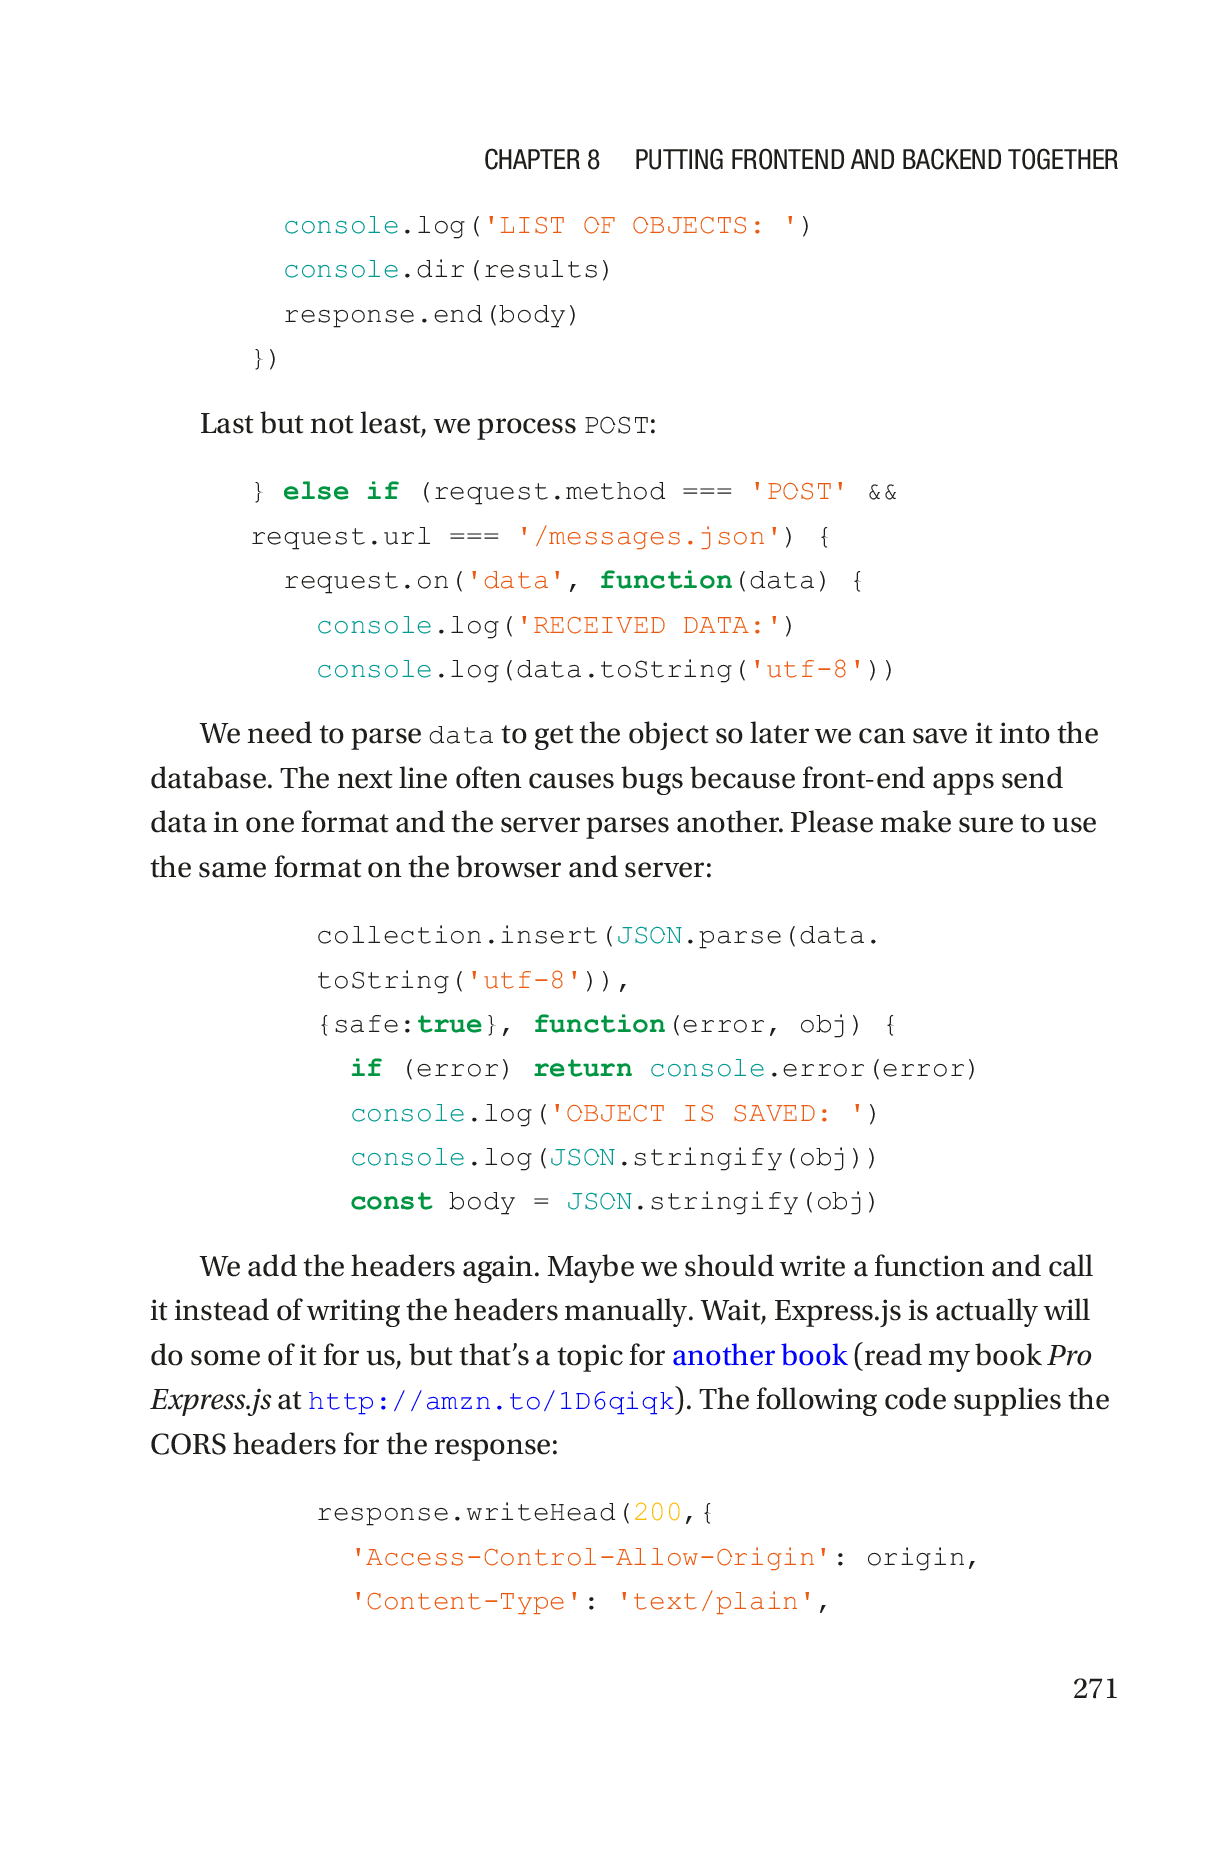 CHAPTER 8 PUTTING FRONTEND AND BACKEND TOGETHER
console.log('LIST OF OBJECTS: ')
console.dir(results)
response.end(body)
})
Last but not least, we process POST:
} else if (request.method === 'POST' &&
request.url === '/messages.json') {
request.on('data', function(data) {
console.log('RECEIVED DATA:')
console.log(data.toString('utf-8'))
We need to parse data to get the object so later we can save it into the
database. The next line often causes bugs because front-end apps send
data in one format and the server parses another. Please make sure to use
the same format on the browser and server:
collection.insert(JSON.parse(data.
toString('utf-8')),
{safe:true}, function(error, obj) {
if (error) return console.error(error)
console.log('OBJECT IS SAVED: ')
console.log(JSON.stringify(obj))
const body = JSON.stringify(obj)
We add the headers again. Maybe we should write a function and call
it instead of writing the headers manually. Wait, Express.js is actually will
do some of it for us, but that's a topic for another book (read my book Pro
Express.js at http://amzn.to/1D6qiqk). The following code supplies the
CORS headers for the response:
response.writeHead(200,{
'Access-Control-Allow-Origin': origin,
'Content-Type': 'text/plain',
271